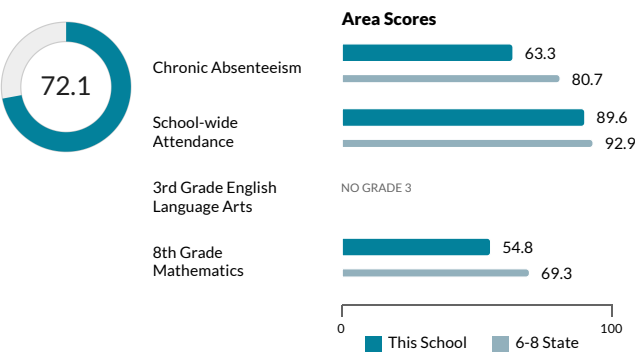 Area Scores
72.1
Chronic Absenteeism
63.3
80.7
School-wide
Attendance
89.6
92.9
3rd Grade English
Language Arts
NO GRADE 3
8th Grade
Mathematics
54.8
69.3
0
100
This School
6-8 State